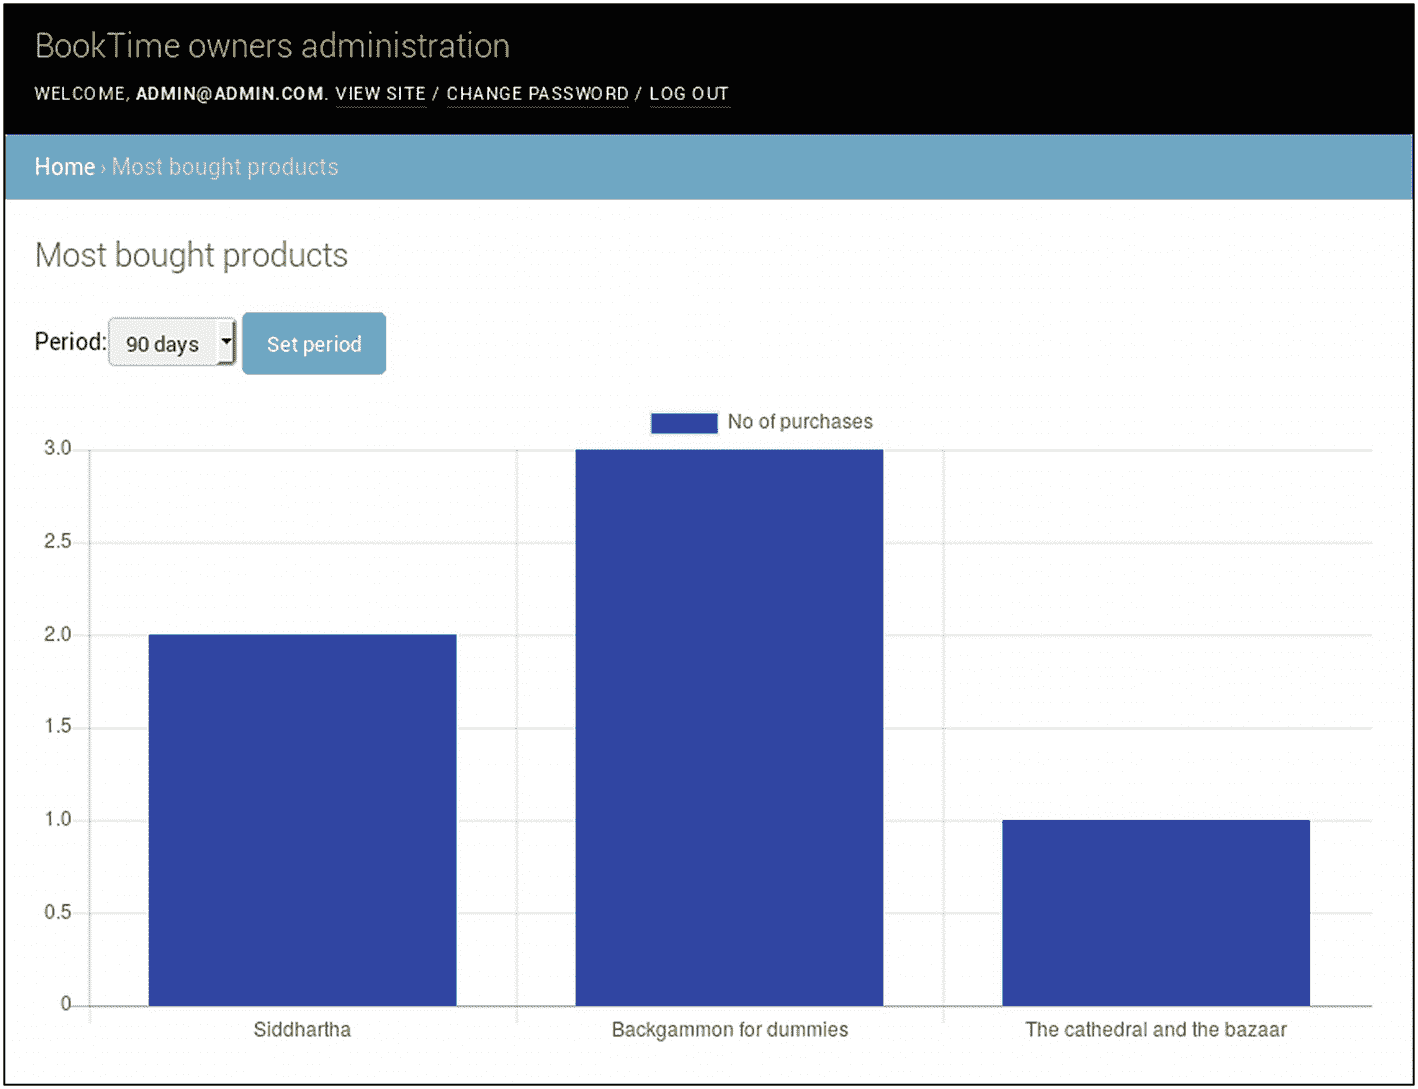 BookTime owners administration
WELCOME, ADMIN@ADMIN.COM. VIEW SITE / CHANGE PASSWORD / LOG OUT
Home › Most bought products
Most bought products
Period: 90 days Set period
No of purchases
3.0
2.5
2.0
1.5
1.0
0.5
0
Siddhartha Backgammon for dummies The cathedral and the bazaar